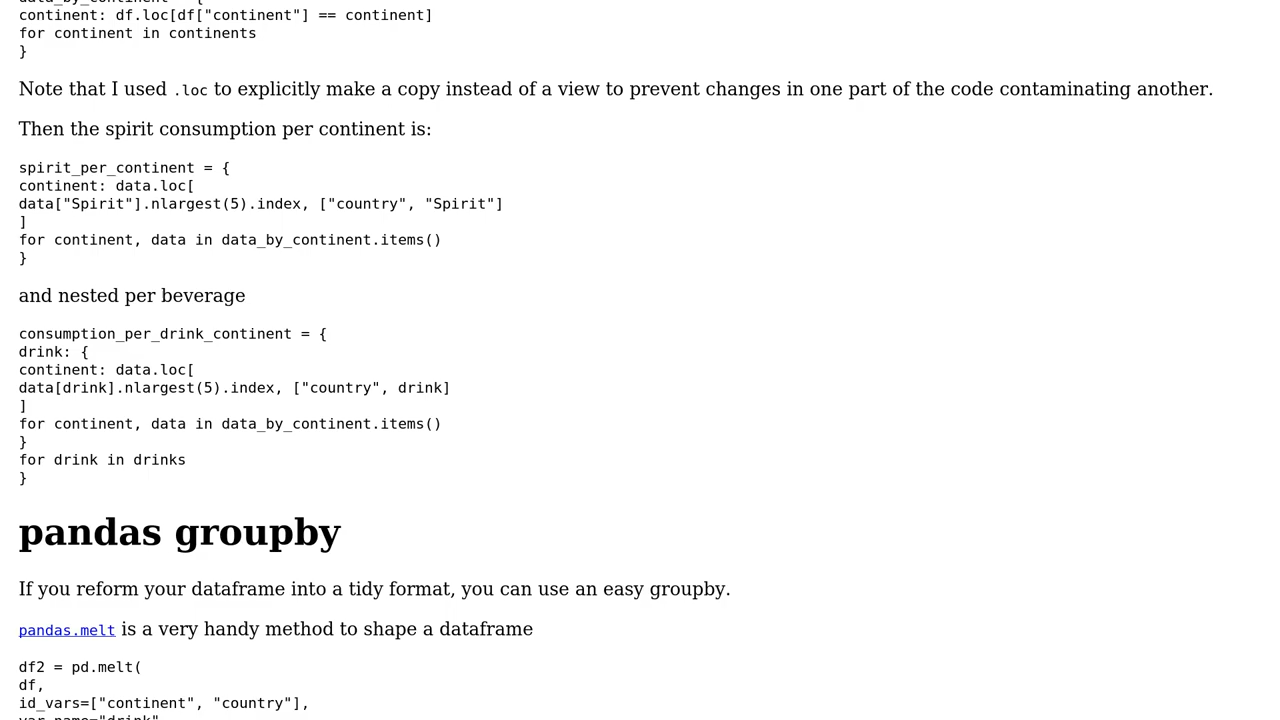 data_by_continent = {
continent: df.loc[df["continent"] == continent]
for continent in continents
}
Note that I used .loc to explicitly make a copy instead of a view to prevent changes in one part of the code contaminating another.
Then the spirit consumption per continent is:
spirit_per_continent = {
continent: data.loc[
data["Spirit"].nlargest(5).index, ["country", "Spirit"]
]
for continent, data in data_by_continent.items()
}
and nested per beverage
consumption_per_drink_continent = {
drink: {
continent: data.loc[
data[drink].nlargest(5).index, ["country", drink]
]
for continent, data in data_by_continent.items()
}
for drink in drinks
}
pandas groupby
If you reform your dataframe into a tidy format, you can use an easy groupby.
pandas.melt is a very handy method to shape a dataframe
df2 = pd.melt(
df,
id_vars=["continent", "country"],
var_name="drink",